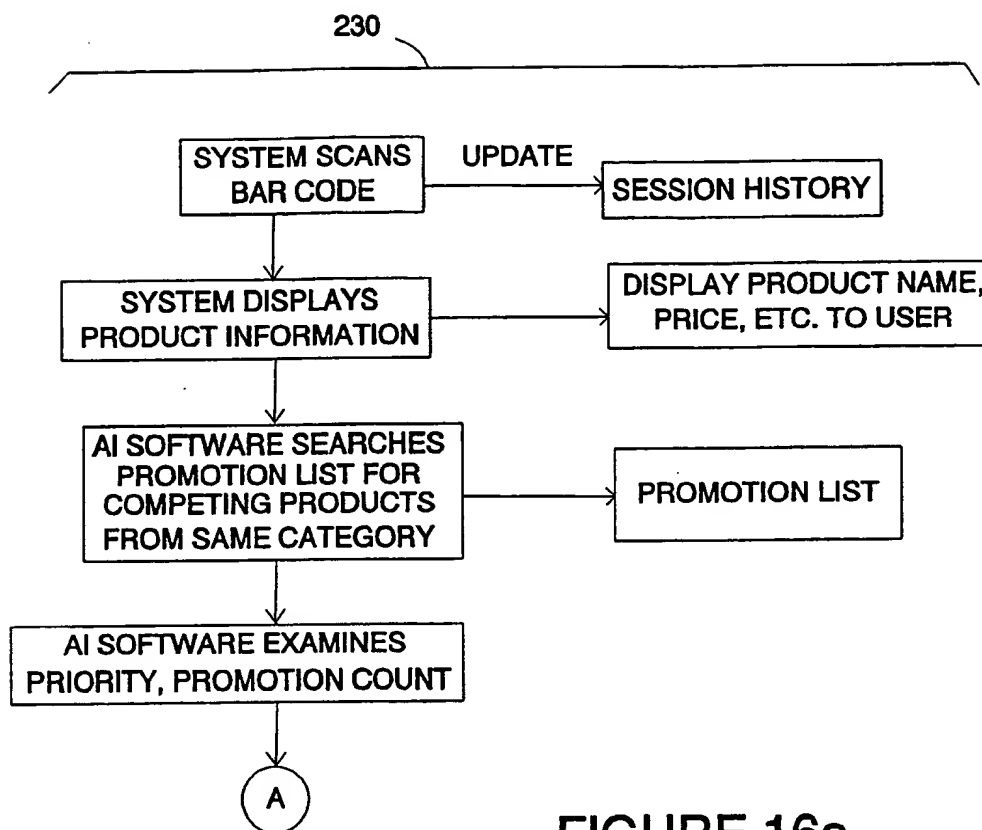 230
SYSTEM SCANS
BAR CODE
UPDATE
SESSION HISTORY
SYSTEM DISPLAYS
PRODUCT INFORMATION
DISPLAY PRODUCT NAME,
PRICE, ETC. TO USER
AI SOFTWARE SEARCHES
PROMOTION LIST FOR
COMPETING PRODUCTS
FROM SAME CATEGORY
PROMOTION LIST
AI SOFTWARE EXAMINES
PRIORITY, PROMOTION COUNT
A
FIGURE 16a